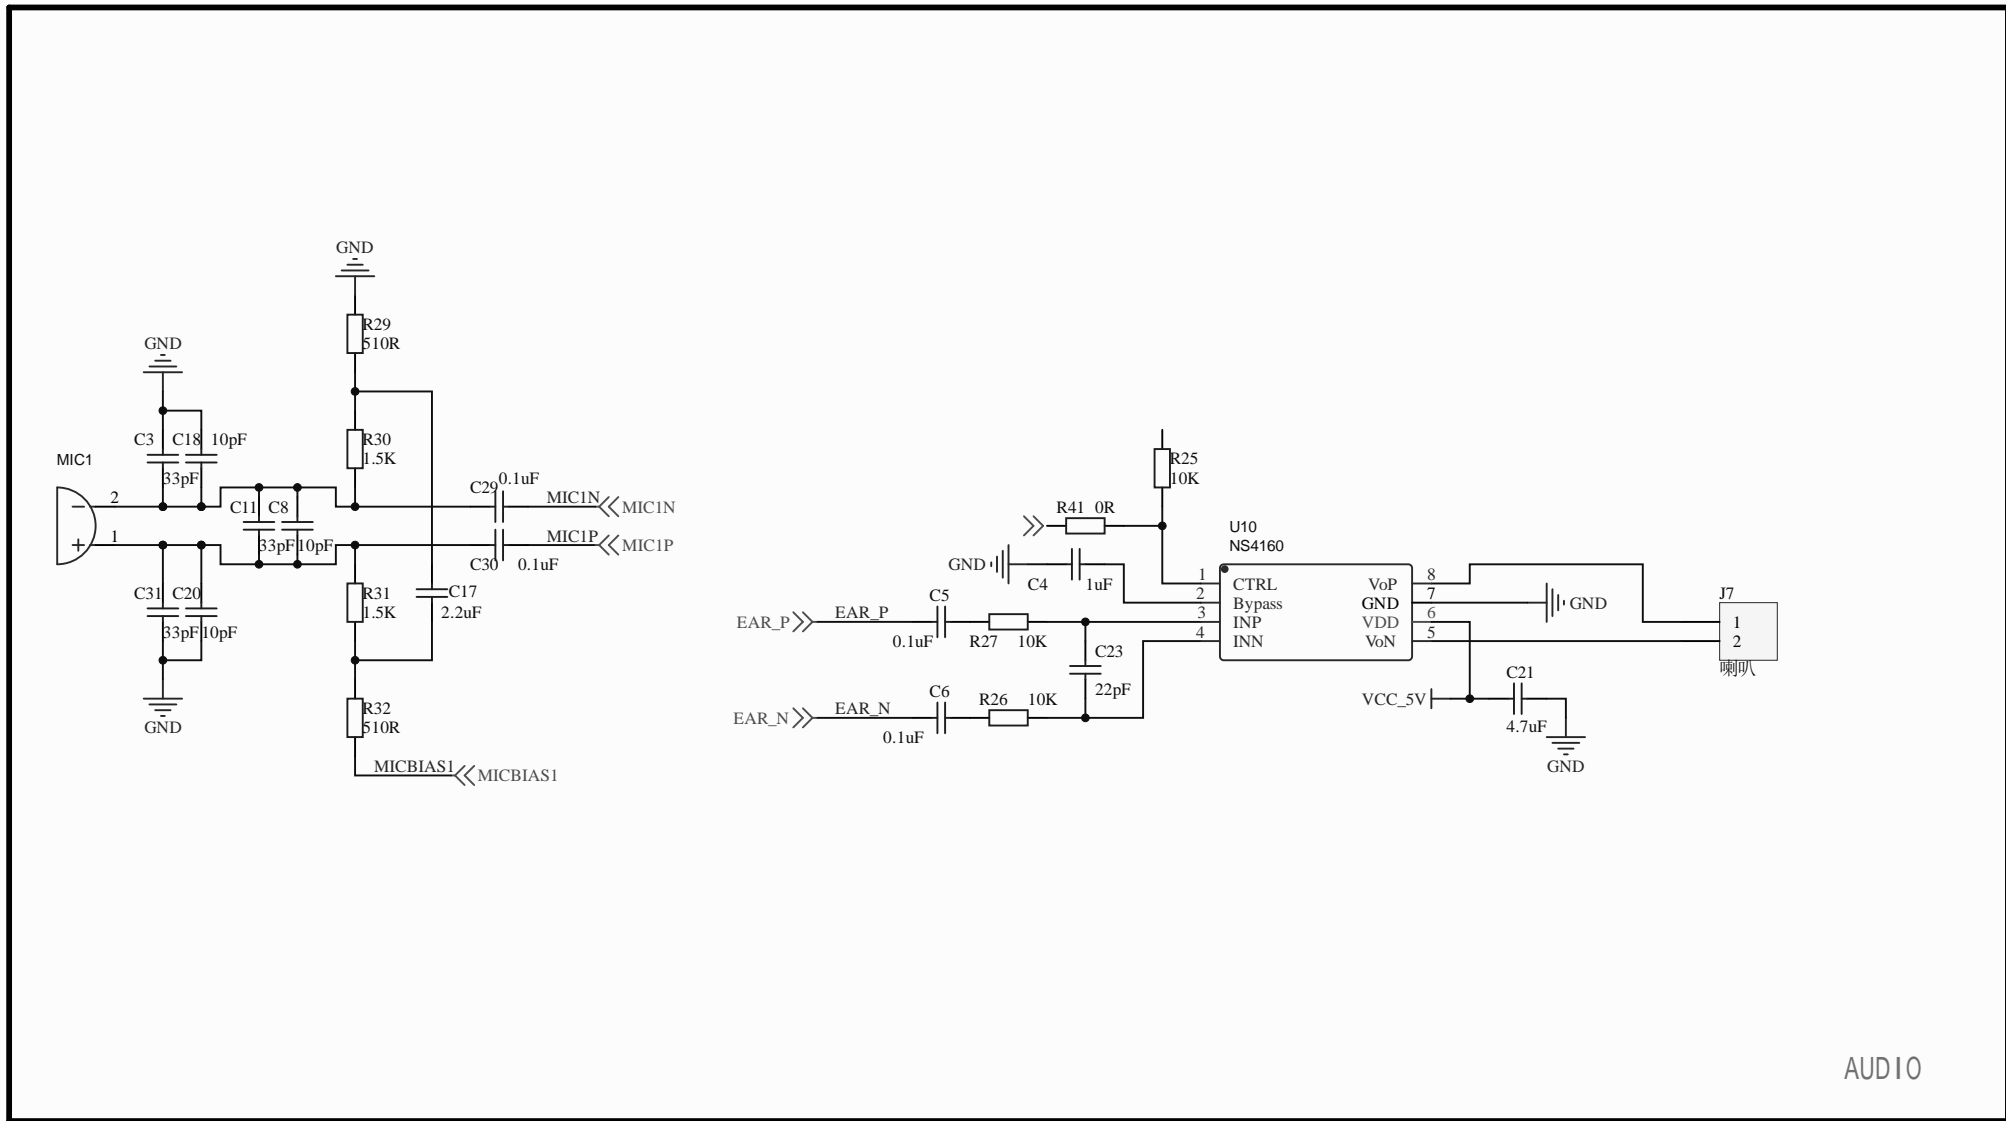 GND
R29
510R
GND
R30
1.5K
C3
C18
10pF
33pF
MIC1
2
1
C11
C8
33pF
10pF
C29
0.1uF
MIC1N
MIC1N
MIC1P
MIC1P
C30
0.1uF
C31
C20
33pF
10pF
GND
R31
1.5K
C17
2.2uF
R32
510R
MICBIAS1
MICBIAS1
R25
10K
R41
0R
GND
C4
1uF
U10
NS4160
1
CTRL
2
Bypass
3
INP
4
INN
VoP
8
GND
7
VDD
6
VoN
5
EAR_P
EAR_P
C5
0.1uF
R27
10K
C23
22pF
EAR_N
EAR_N
C6
0.1uF
R26
10K
GND
J7
1
2
喇叭
VCC_5V
C21
4.7uF
GND
AUDIO